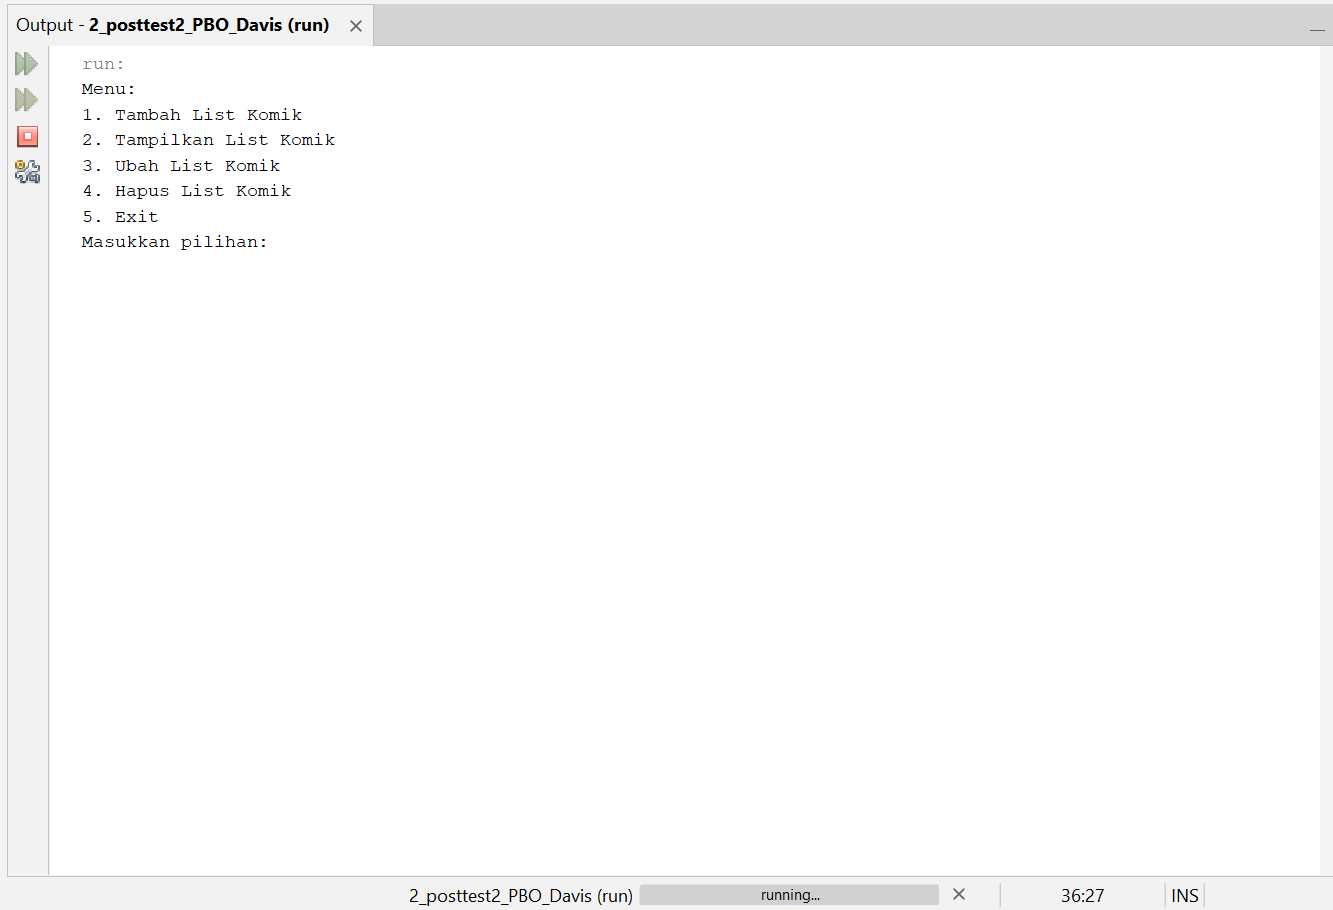 Output - 2_posttest2_PBO_Davis (run)
run:
Menu:
1. Tambah List Komik
2. Tampilkan List Komik
3. Ubah List Komik
4. Hapus List Komik
5. Exit
Masukkan pilihan:
2_posttest2_PBO_Davis (run) running... 36:27 INS